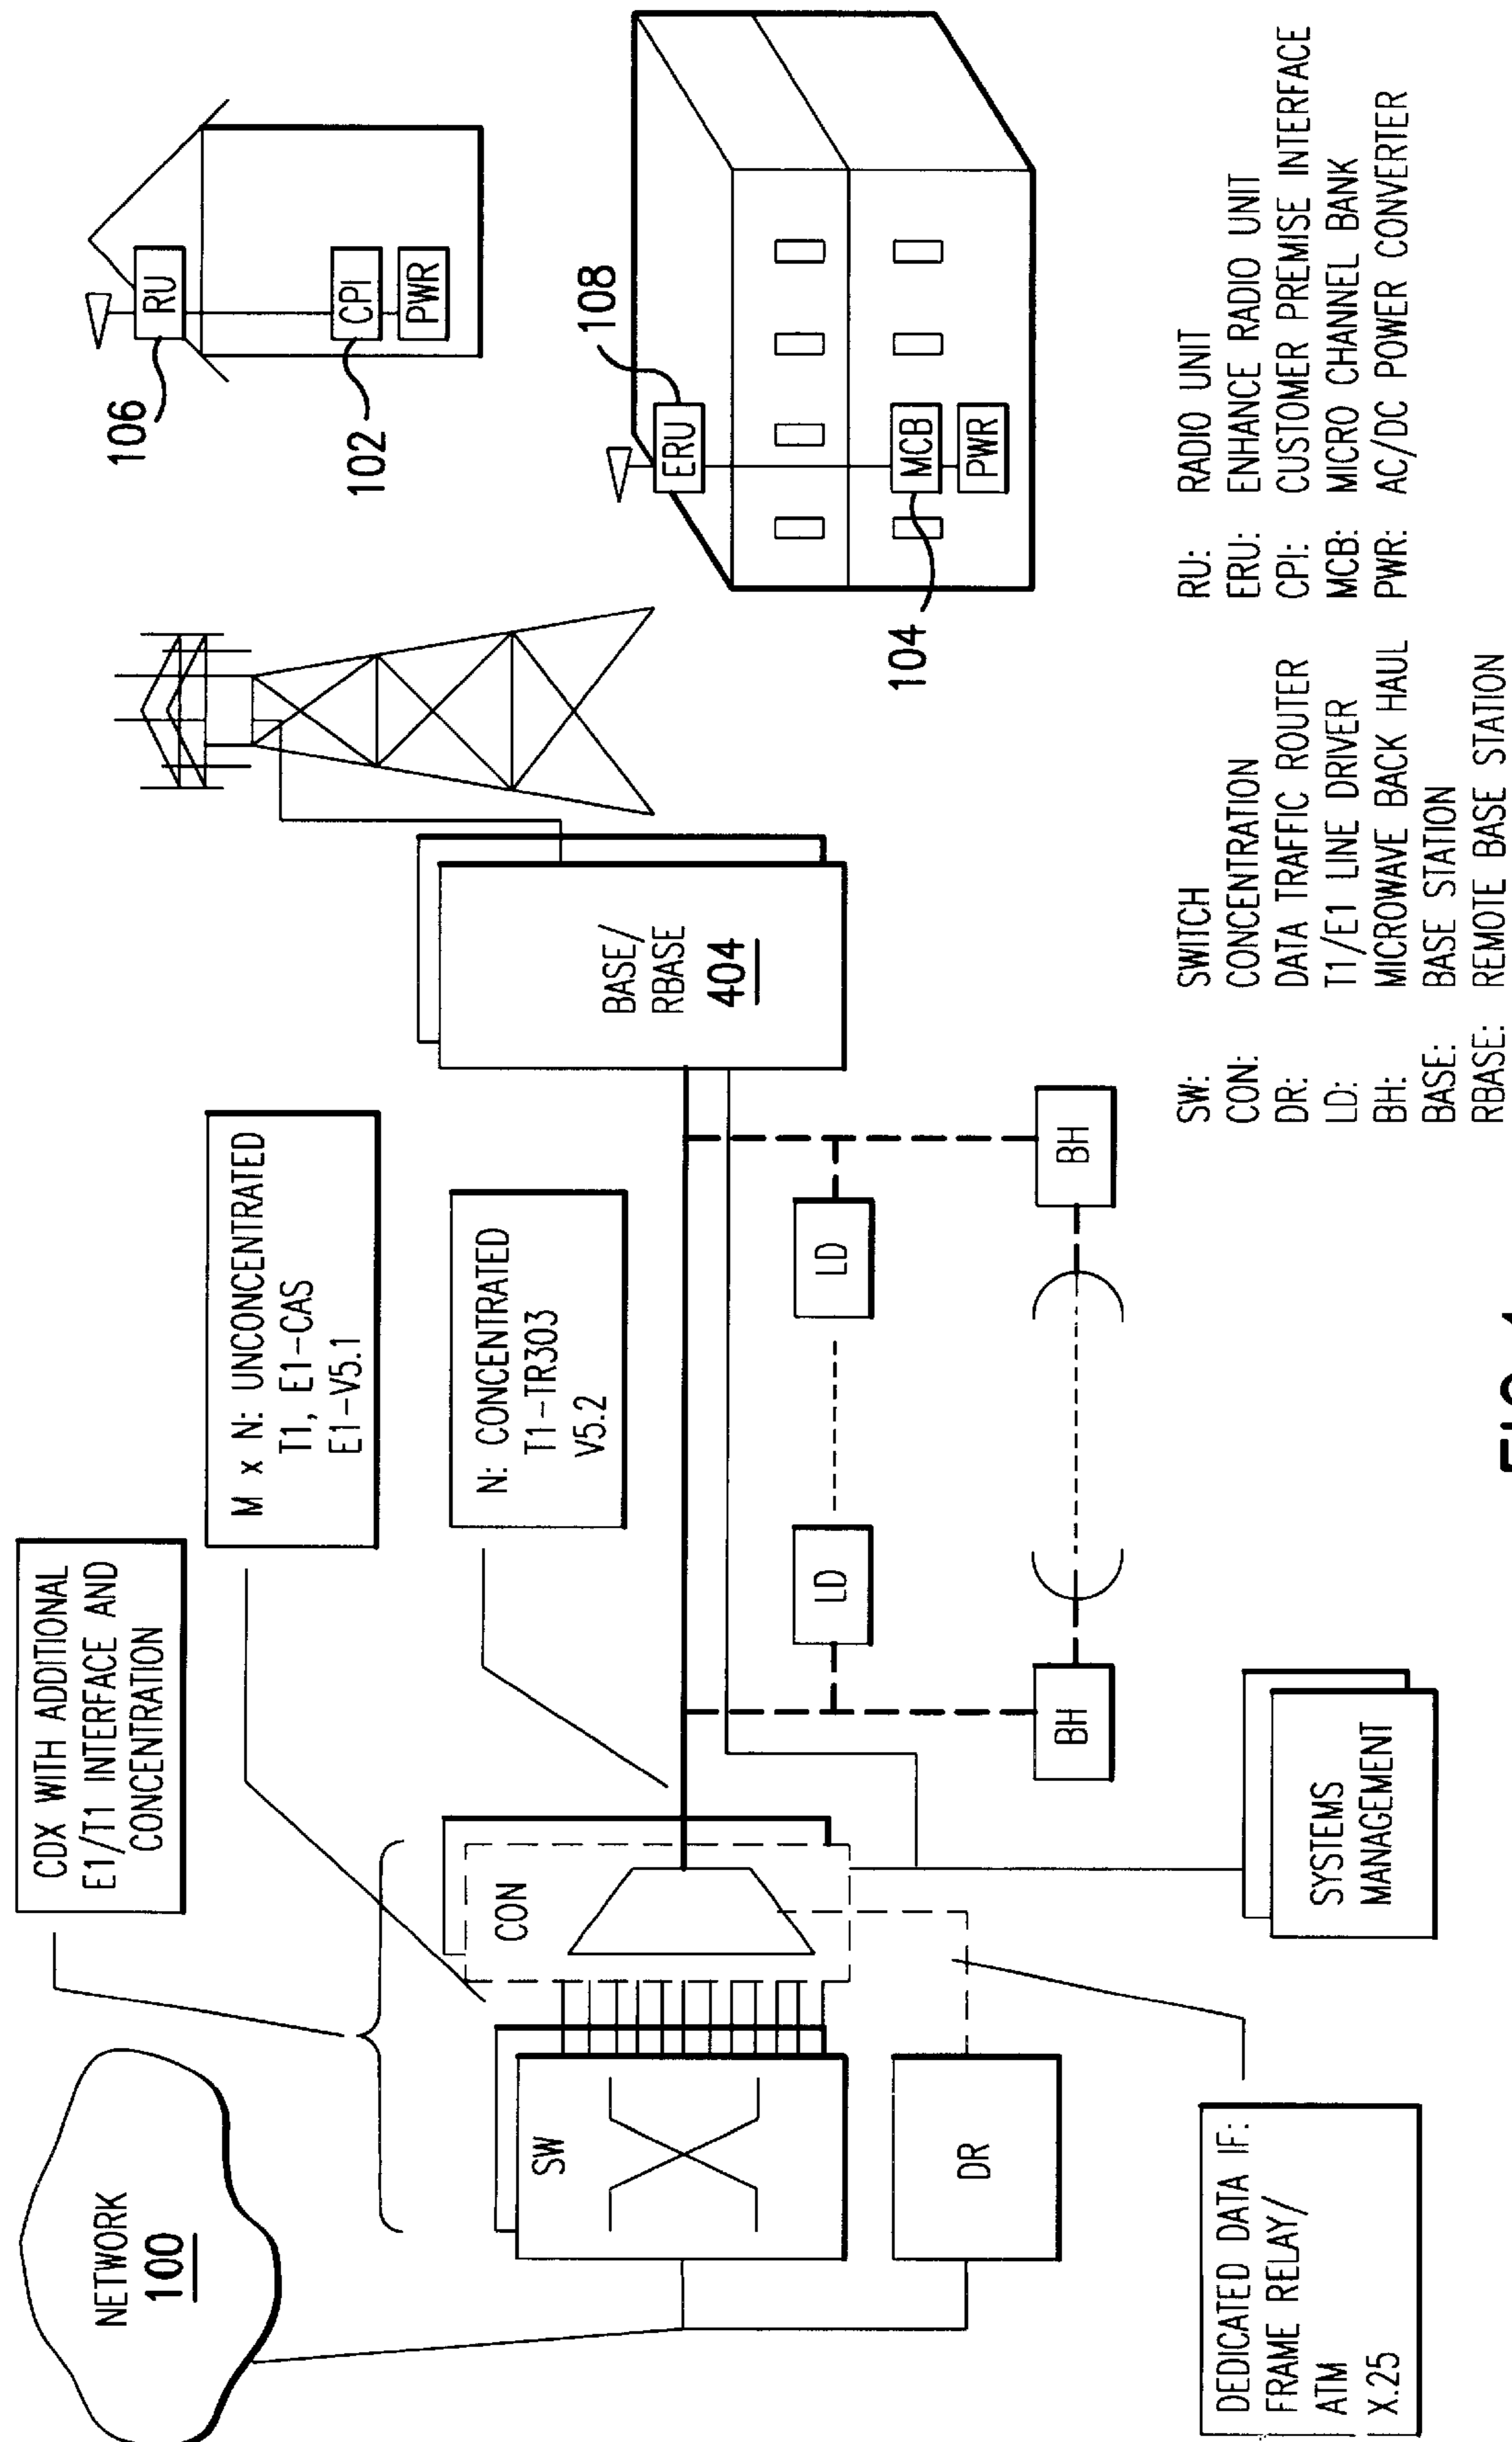 NETWORK
100
CDX WITH ADDITIONAL
E1/T1 INTERFACE AND
CONCENTRATION
M x N: UNCONCENTRATED
T1, E1-CAS
E1-V5.1
N: CONCENTRATED
T1-TR303
V5.2
SW
CON
DR
DEDICATED DATA IF:
FRAME RELAY/
ATM
X.25
SYSTEMS
MANAGEMENT
LD
LD
BH
BH
BASE/
RBASE
404
106
RU
102
CPI
PWR
108
ERU
104
MCB
PWR
SW: SWITCH
CON: CONCENTRATION
DR: DATA TRAFFIC ROUTER
LD: T1/E1 LINE DRIVER
BH: MICROWAVE BACK HAUL
BASE: BASE STATION
RBASE: REMOTE BASE STATION
RU: RADIO UNIT
ERU: ENHANCE RADIO UNIT
CPI: CUSTOMER PREMISE INTERFACE
MCB: MICRO CHANNEL BANK
PWR: AC/DC POWER CONVERTER